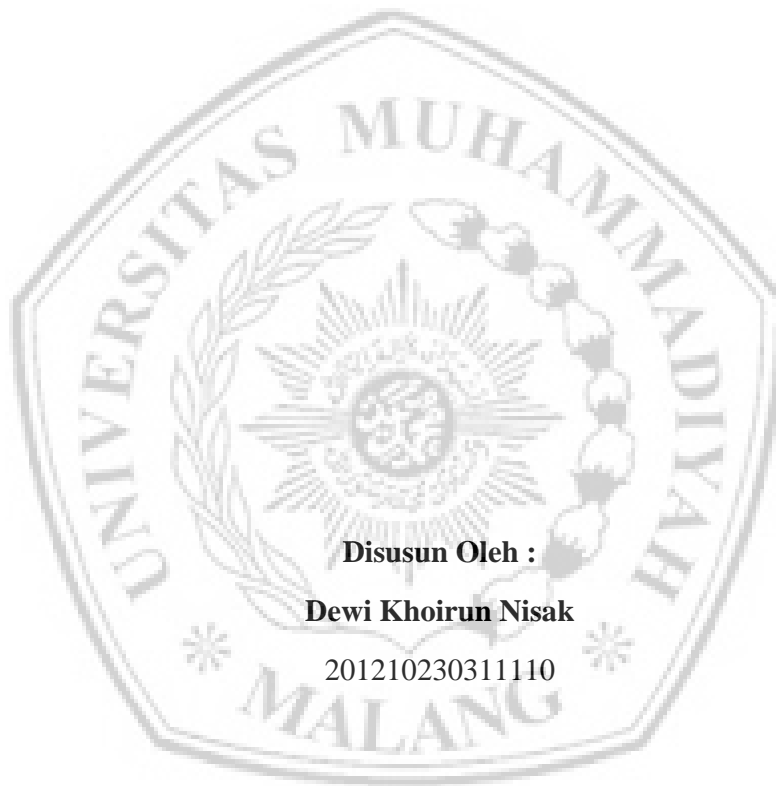 UNIVERSITAS MUHAMMADIYAH
Disusun Oleh :
Dewi Khoirun Nisak
201210230311110
MALANG